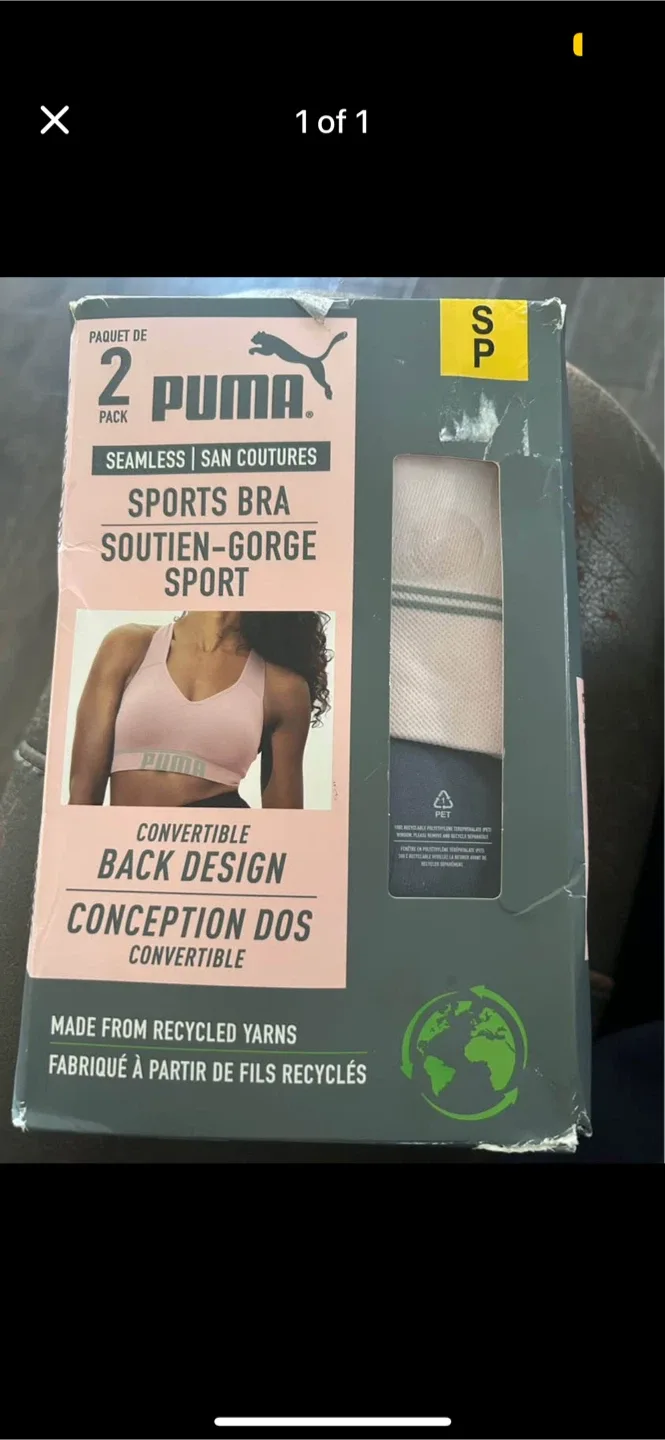 1 of 1
PAQUET DE
2
PACK
PUMA
SEAMLESS | SAN COUTURES
SPORTS BRA
SOUTIEN-GORGE
SPORT
PUMA
CONVERTIBLE
BACK DESIGN
CONCEPTION DOS
CONVERTIBLE
MADE FROM RECYCLED YARNS
FABRIQUÉ À PARTIR DE FILS RECYCLÉS
S
P
1
PET